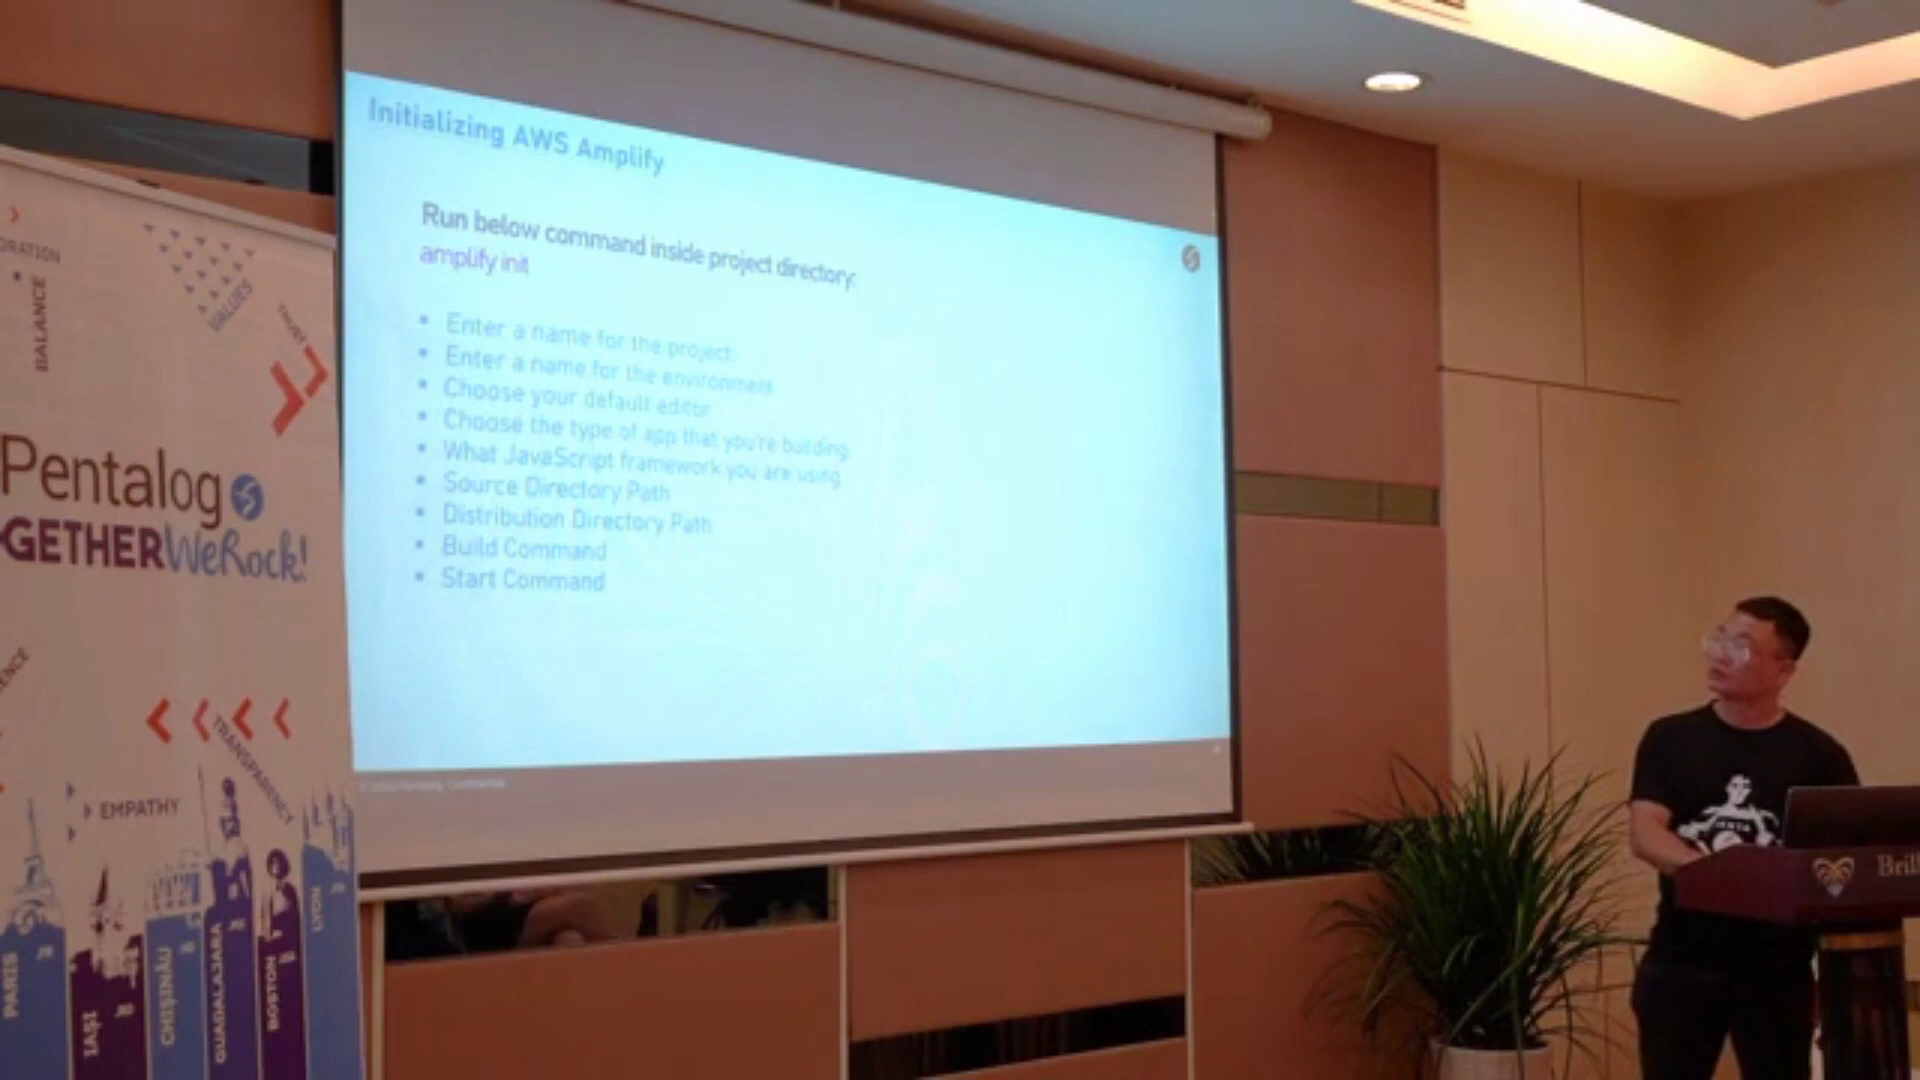 Initializing AWS Amplify
Run below command inside project directory:
amplify init
• Enter a name for the project:
• Enter a name for the environment
• Choose your default editor
• Choose the type of app that you're building
• What JavaScript framework you are using
• Source Directory Path
• Distribution Directory Path
• Build Command
• Start Command
BALANCE
VALUES
TRUST
Pentalog
GETHER WeRock!
TRANSPARENCY
EMPATHY
PARIS
IAȘI
CHIȘINĂU
GUADALAJARA
BOSTON
LYON
Brill